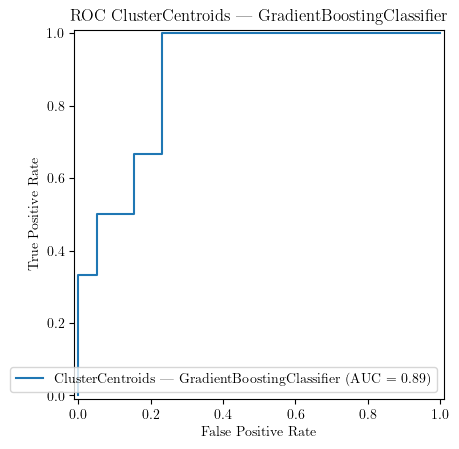 ROC ClusterCentroids — GradientBoostingClassifier
1.0
0.8
0.6
0.4
0.2
0.0
True Positive Rate
ClusterCentroids — GradientBoostingClassifier (AUC = 0.89)
0.0 0.2 0.4 0.6 0.8 1.0
False Positive Rate